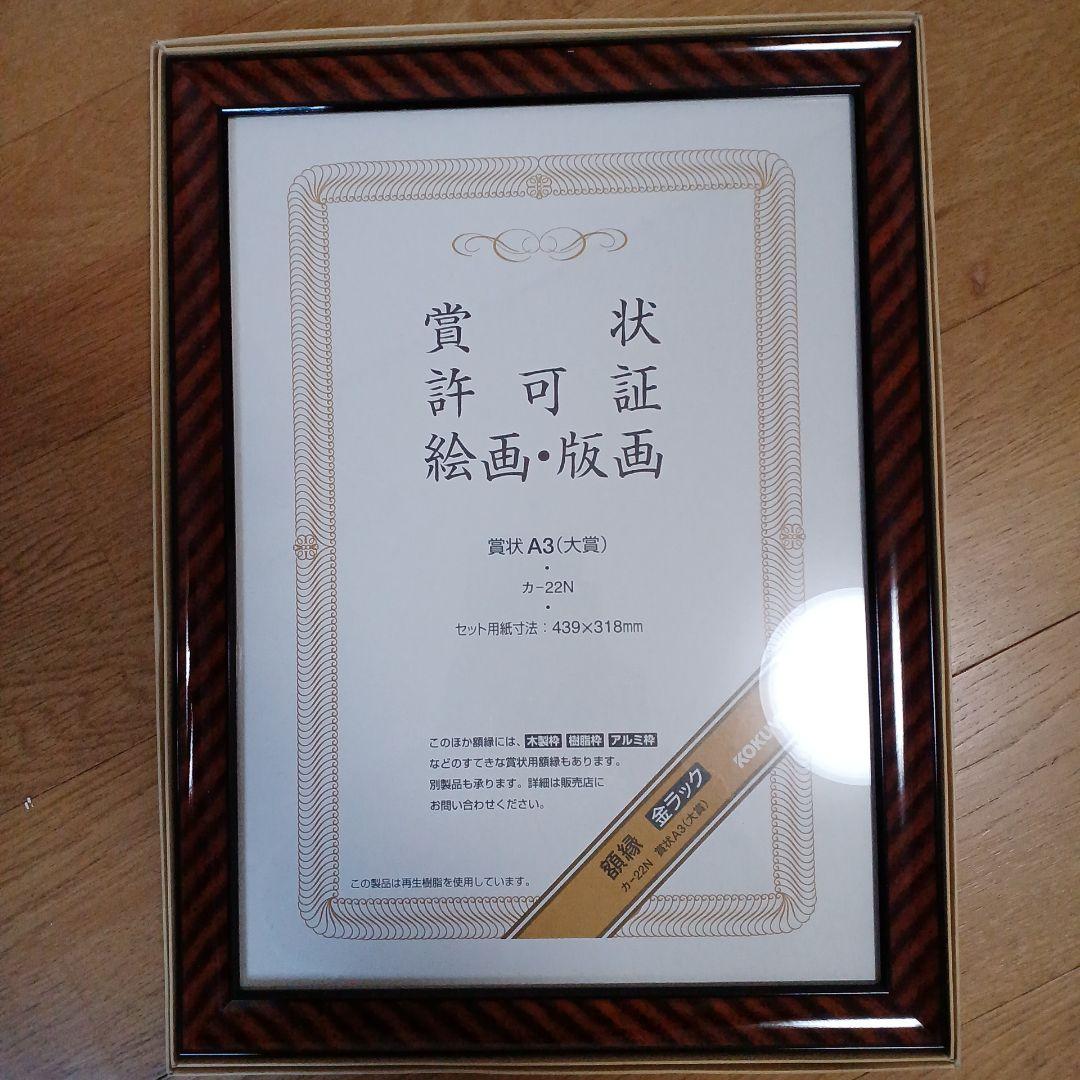 賞状
許可証
絵画・版画
賞状 A3(大賞)
・
カ-22N
・
セット用紙寸法：439×318mm
このほか額縁には、木製枠 樹脂枠 アルミ枠
などのすてきな賞状用額縁もあります。
別製品も承ります。詳細は販売店に
お問い合わせください。
この製品は再生樹脂を使用しています。
額縁 金ラック
カ-22N 賞状A3(大賞)
KOKU